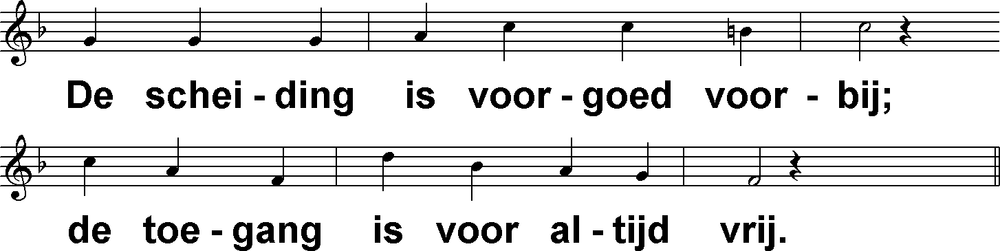 De schei - ding is voor - goed voor - bij;
de toe - gang is voor al - tijd vrij.